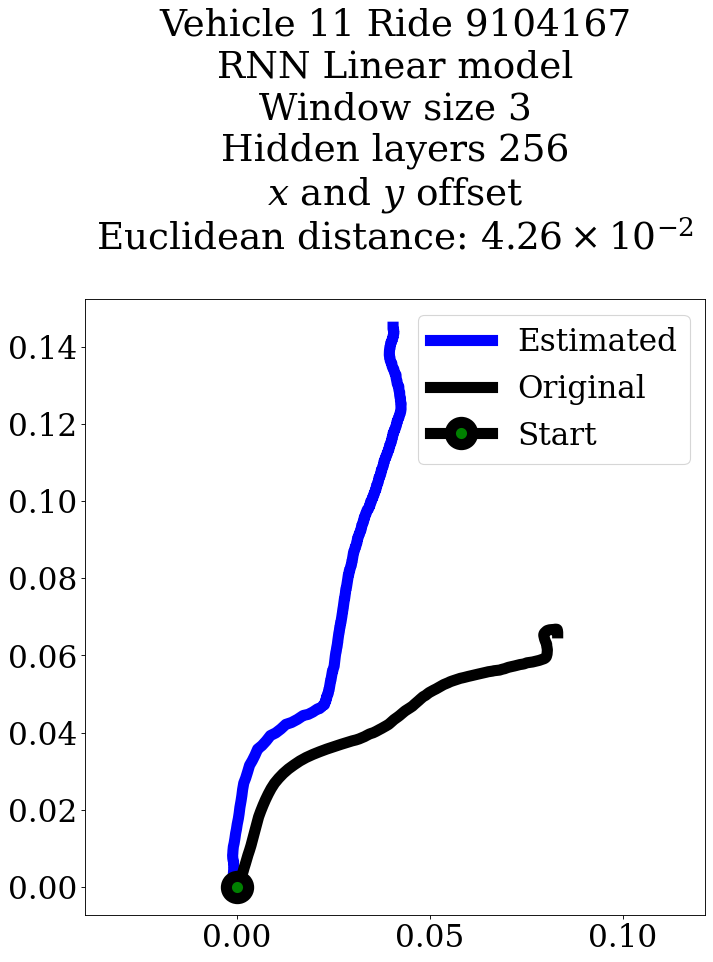 Vehicle 11 Ride 9104167
RNN Linear model
Window size 3
Hidden layers 256
x and y offset
Euclidean distance: 4.26 × 10⁻²
Estimated
Original
Start
0.14
0.12
0.10
0.08
0.06
0.04
0.02
0.00
0.00 0.05 0.10